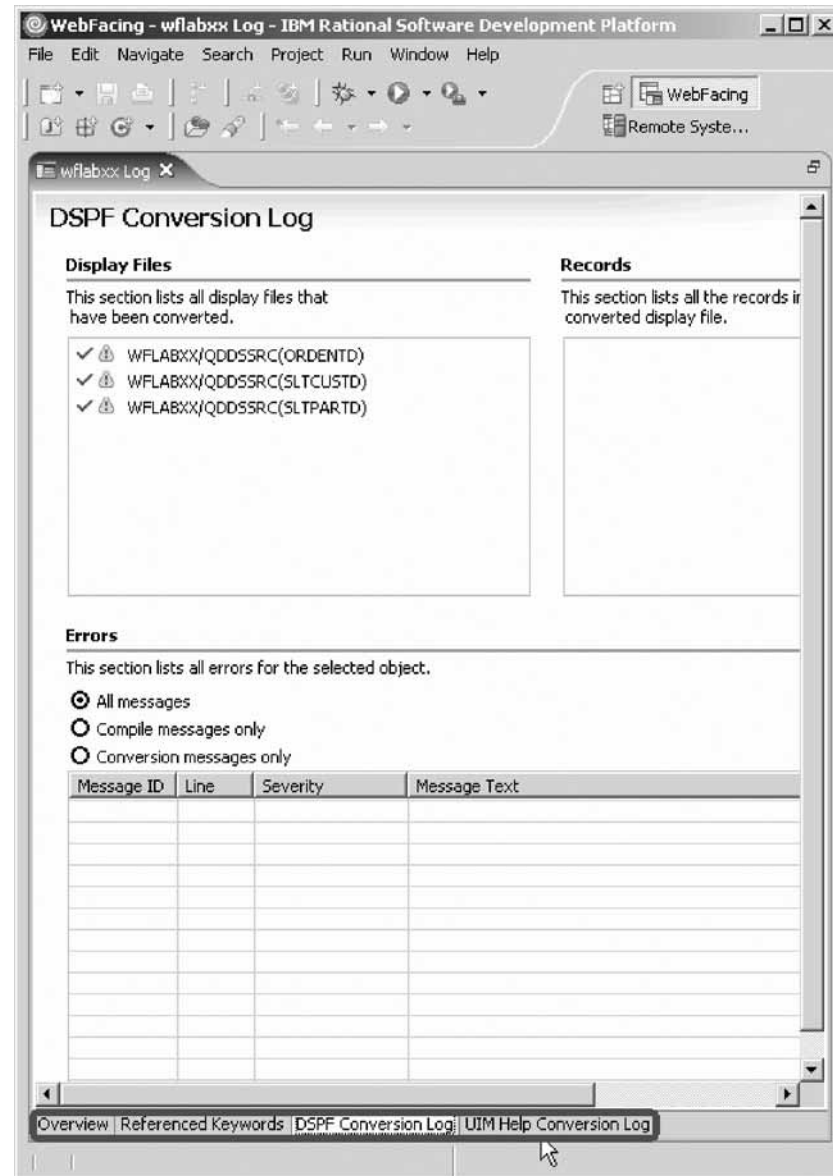 WebFacing - wflabxx Log - IBM Rational Software Development Platform
File Edit Navigate Search Project Run Window Help
WebFacing
Remote Syste...
wflabxx Log
DSPF Conversion Log
Display Files
This section lists all display files that
have been converted.
WFLABXX/QDDSSRC(ORDENTD)
WFLABXX/QDDSSRC(SLTCUSTD)
WFLABXX/QDDSSRC(SLTPARTD)
Records
This section lists all the records in
converted display file.
Errors
This section lists all errors for the selected object.
All messages
Compile messages only
Conversion messages only
Message ID Line Severity Message Text
Overview Referenced Keywords DSPF Conversion Log UIM Help Conversion Log